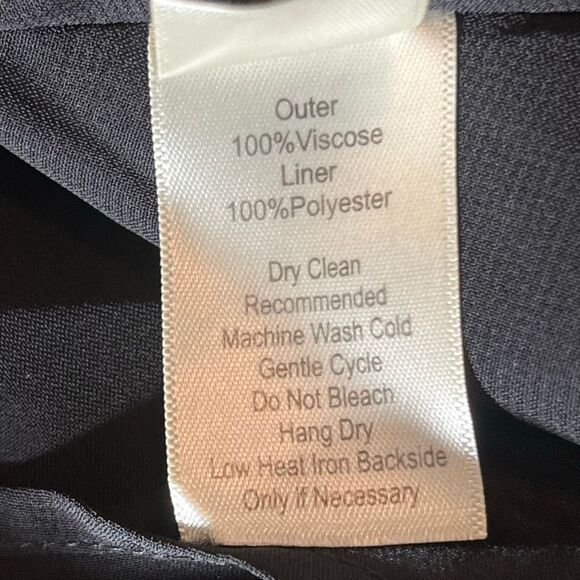 Outer
100%Viscose
Liner
100%Polyester
Dry Clean
Recommended
Machine Wash Cold
Gentle Cycle
Do Not Bleach
Hang Dry
Low Heat Iron Backside
Only if Necessary